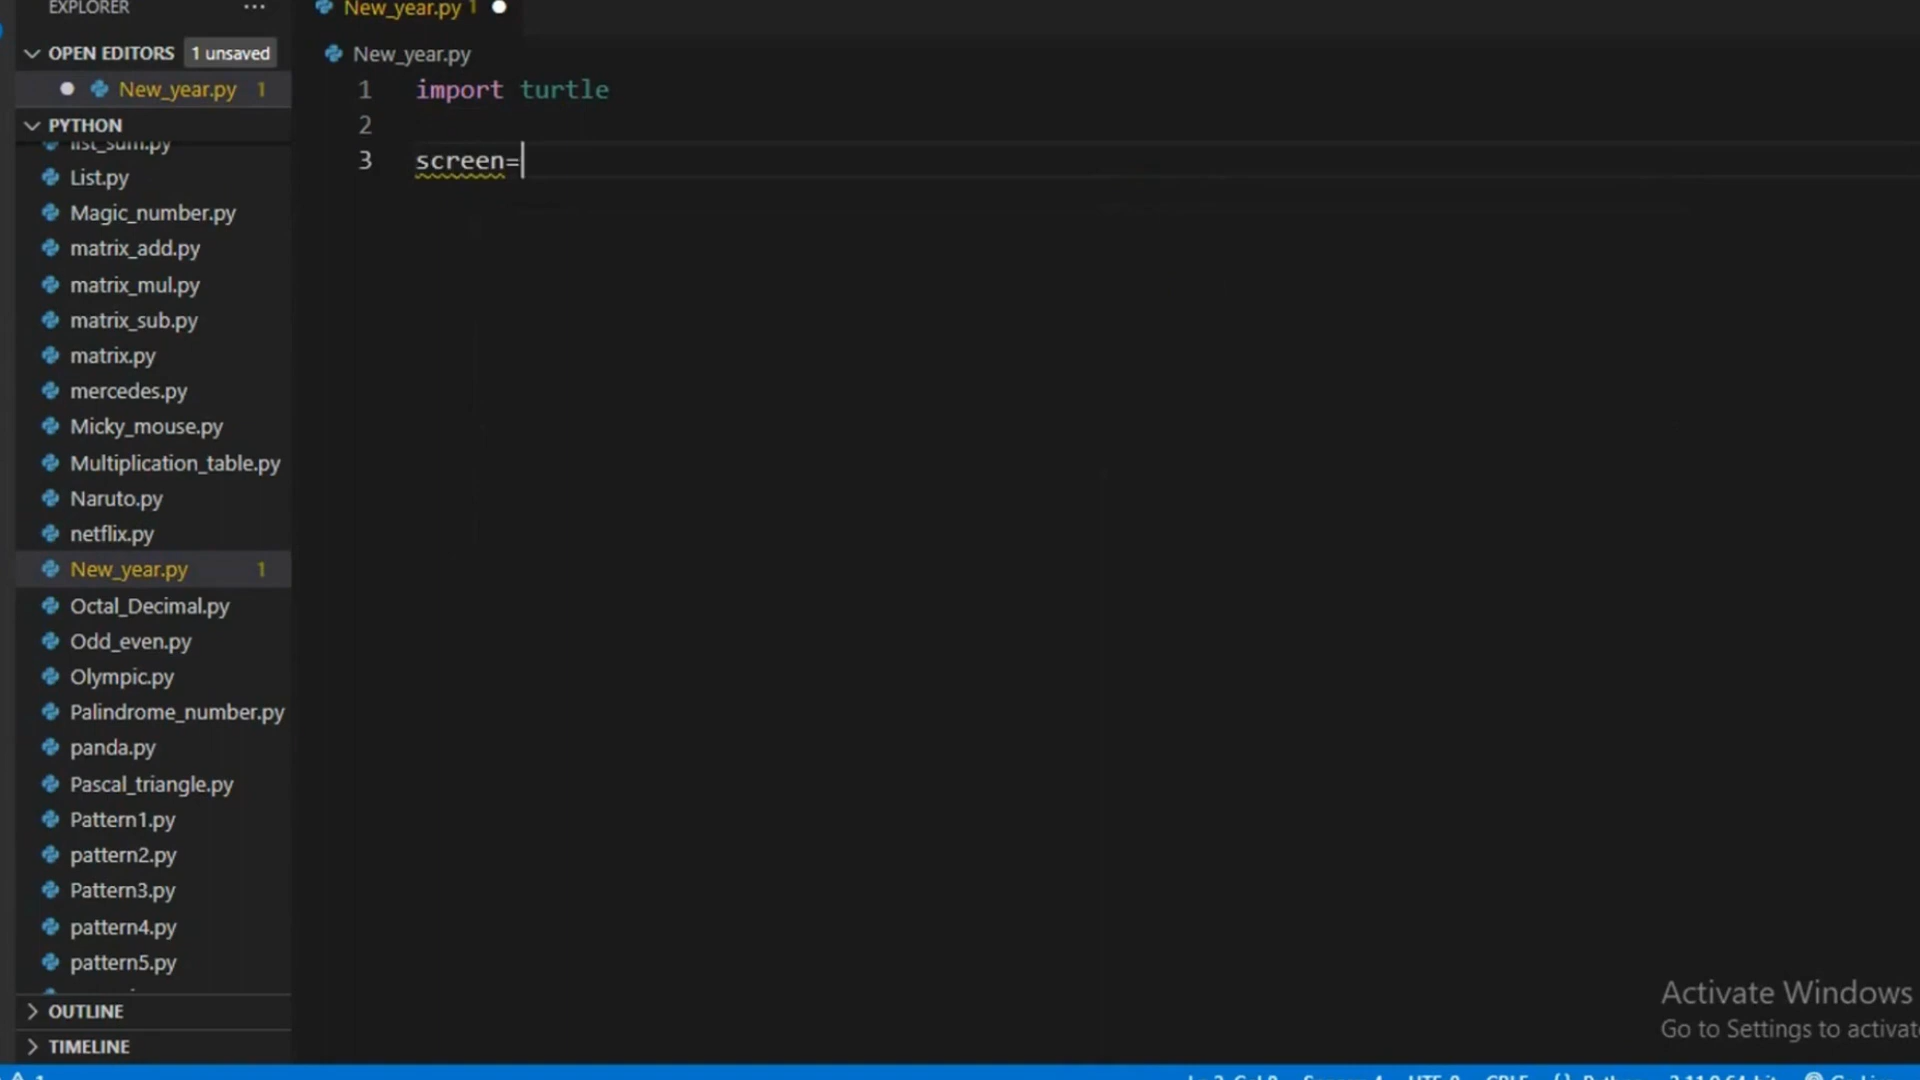 EXPLORER
New_year.py 1
OPEN EDITORS 1 unsaved
New_year.py
New_year.py 1
1 import turtle
PYTHON
2
list_sum.py
3 screen=
List.py
Magic_number.py
matrix_add.py
matrix_mul.py
matrix_sub.py
matrix.py
mercedes.py
Micky_mouse.py
Multiplication_table.py
Naruto.py
netflix.py
New_year.py 1
Octal_Decimal.py
Odd_even.py
Olympic.py
Palindrome_number.py
panda.py
Pascal_triangle.py
Pattern1.py
pattern2.py
Pattern3.py
pattern4.py
pattern5.py
OUTLINE
TIMELINE
Activate Windows
Go to Settings to activat